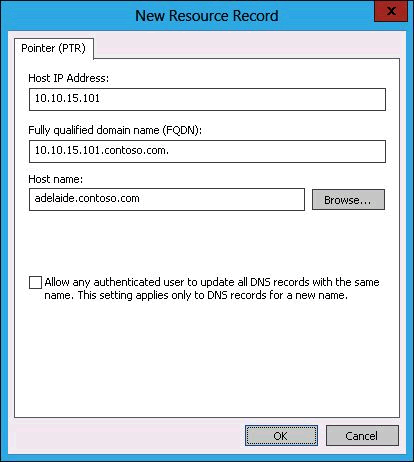 New Resource Record
x
Pointer (PTR)
Host IP Address:
10.10.15.101
Fully qualified domain name (FQDN):
10.10.15.101.contoso.com.
Host name:
adelaide.contoso.com
Browse...
Allow any authenticated user to update all DNS records with the same
name. This setting applies only to DNS records for a new name.
OK
Cancel